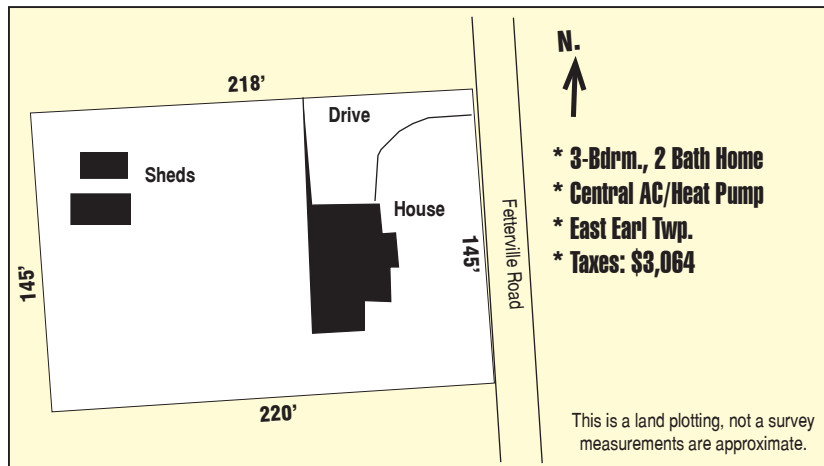 218’
N.
Drive
Sheds
House
145’
145’
220’
Fetterville Road
* 3-Bdrm., 2 Bath Home
* Central AC/Heat Pump
* East Earl Twp.
* Taxes: $3,064
This is a land plotting, not a survey
measurements are approximate.